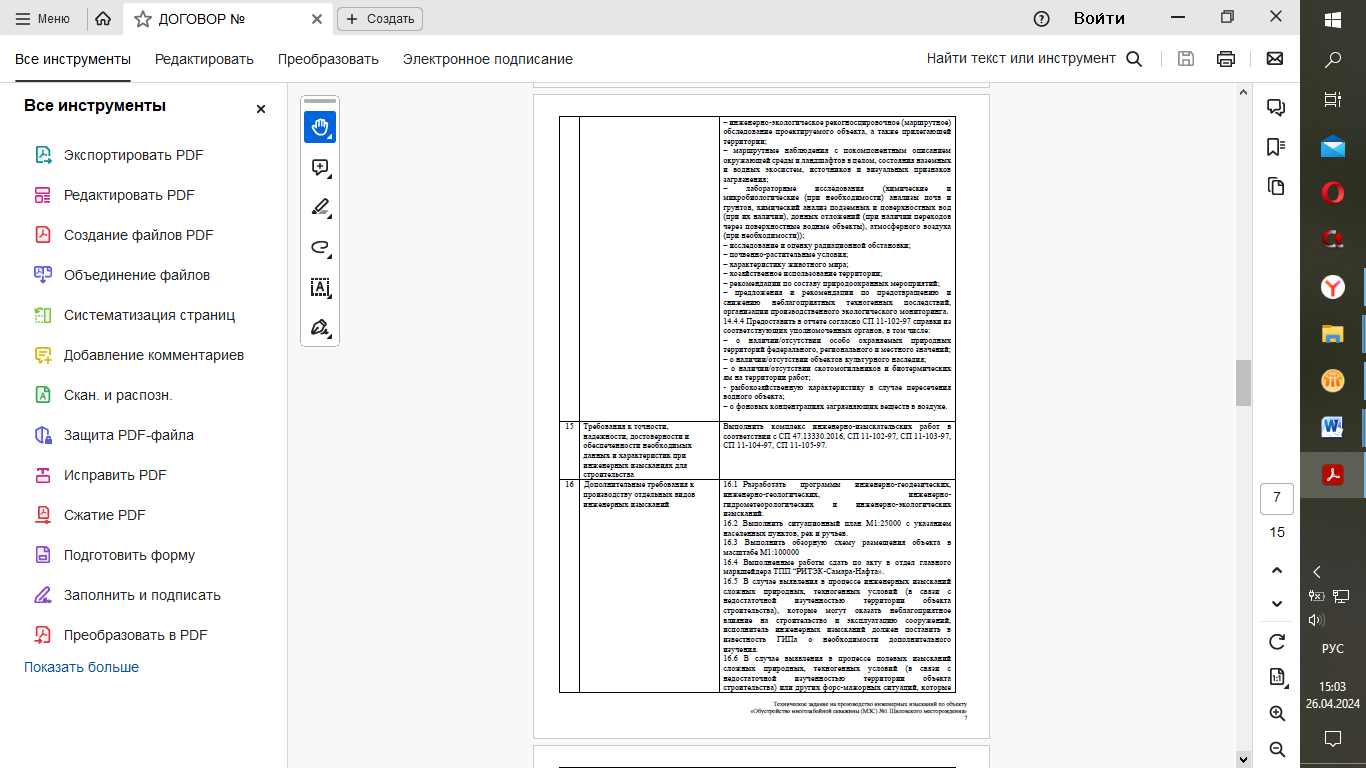 Меню
ДОГОВОР №
Создать
Войти
Все инструменты
Редактировать
Преобразовать
Электронное подписание
Найти текст или инструмент
Все инструменты
Экспортировать PDF
Редактировать PDF
Создание файлов PDF
Объединение файлов
Систематизация страниц
Добавление комментариев
Скан. и распозн.
Защита PDF-файла
Исправить PDF
Сжатие PDF
Подготовить форму
Заполнить и подписать
Преобразовать в PDF
Показать больше
– инженерно-экологическое рекогносцировочное (маршрутное)
обследование проектируемого объекта, а также прилегающей
территории;
– маршрутные наблюдения с покомпонентным описанием
окружающей среды и ландшафтов в целом, состояния наземных
и водных экосистем, источников и визуальных признаков
загрязнения;
– лабораторные исследования (химические и
микробиологические (при необходимости) анализы почв и
грунтов, химический анализ подземных и поверхностных вод
(при их наличии), донных отложений (при наличии переходов
через поверхностные водные объекты), атмосферного воздуха
(при необходимости));
– исследование и оценку радиационной обстановки;
– почвенно-растительные условия;
– характеристику животного мира;
– хозяйственное использование территории;
– рекомендации по составу природоохранных мероприятий;
– предложения и рекомендации по предотвращению и
снижению неблагоприятных техногенных последствий,
организации производственного экологического мониторинга.
14.4.4 Предоставить в отчете согласно СП 11-102-97 справки из
соответствующих уполномоченных органов, в том числе:
– о наличии/отсутствии особо охраняемых природных
территорий федерального, регионального и местного значений;
– о наличии/отсутствии объектов культурного наследия;
– о наличии/отсутствии скотомогильников и биотермических
ям на территории работ;
- рыбохозяйственную характеристику в случае пересечения
водного объекта;
– о фоновых концентрациях загрязняющих веществ в воздухе.
15
Требования к точности,
надежности, достоверности и
обеспеченности необходимых
данных и характеристик при
инженерных изысканиях для
строительства
Выполнить комплекс инженерно-изыскательских работ в
соответствии с СП 47.13330.2016, СП 11-102-97, СП 11-103-97,
СП 11-104-97, СП 11-105-97.
16
Дополнительные требования к
производству отдельных видов
инженерных изысканий
16.1 Разработать программы инженерно-геодезических,
инженерно-геологических, инженерно-
гидрометеорологических и инженерно-экологических
изысканий.
16.2 Выполнить ситуационный план М1:25000 с указанием
населенных пунктов, рек и ручьев.
16.3 Выполнить обзорную схему размещения объекта в
масштабе М1:100000
16.4 Выполненные работы сдать по акту в отдел главного
маркшейдера ТПП "РИТЭК-Самара-Нафта».
16.5 В случае выявления в процессе инженерных изысканий
сложных природных, техногенных условий (в связи с
недостаточной изученностью территории объекта
строительства), которые могут оказать неблагоприятное
влияние на строительство и эксплуатацию сооружений,
исполнитель инженерных изысканий должен поставить в
известность ГИПа о необходимости дополнительного
изучения.
16.6 В случае выявления в процессе полевых изысканий
сложных природных, техногенных условий (в связи с
недостаточной изученностью территории объекта
строительства) или других форс-мажорных ситуаций, которые
Техническое задание на производство инженерных изысканий по объекту
«Обустройство многозабойной скважины (МЗС) №1 Шиловского месторождения»
7
7
15
1:1
РУС
15:03
26.04.2024